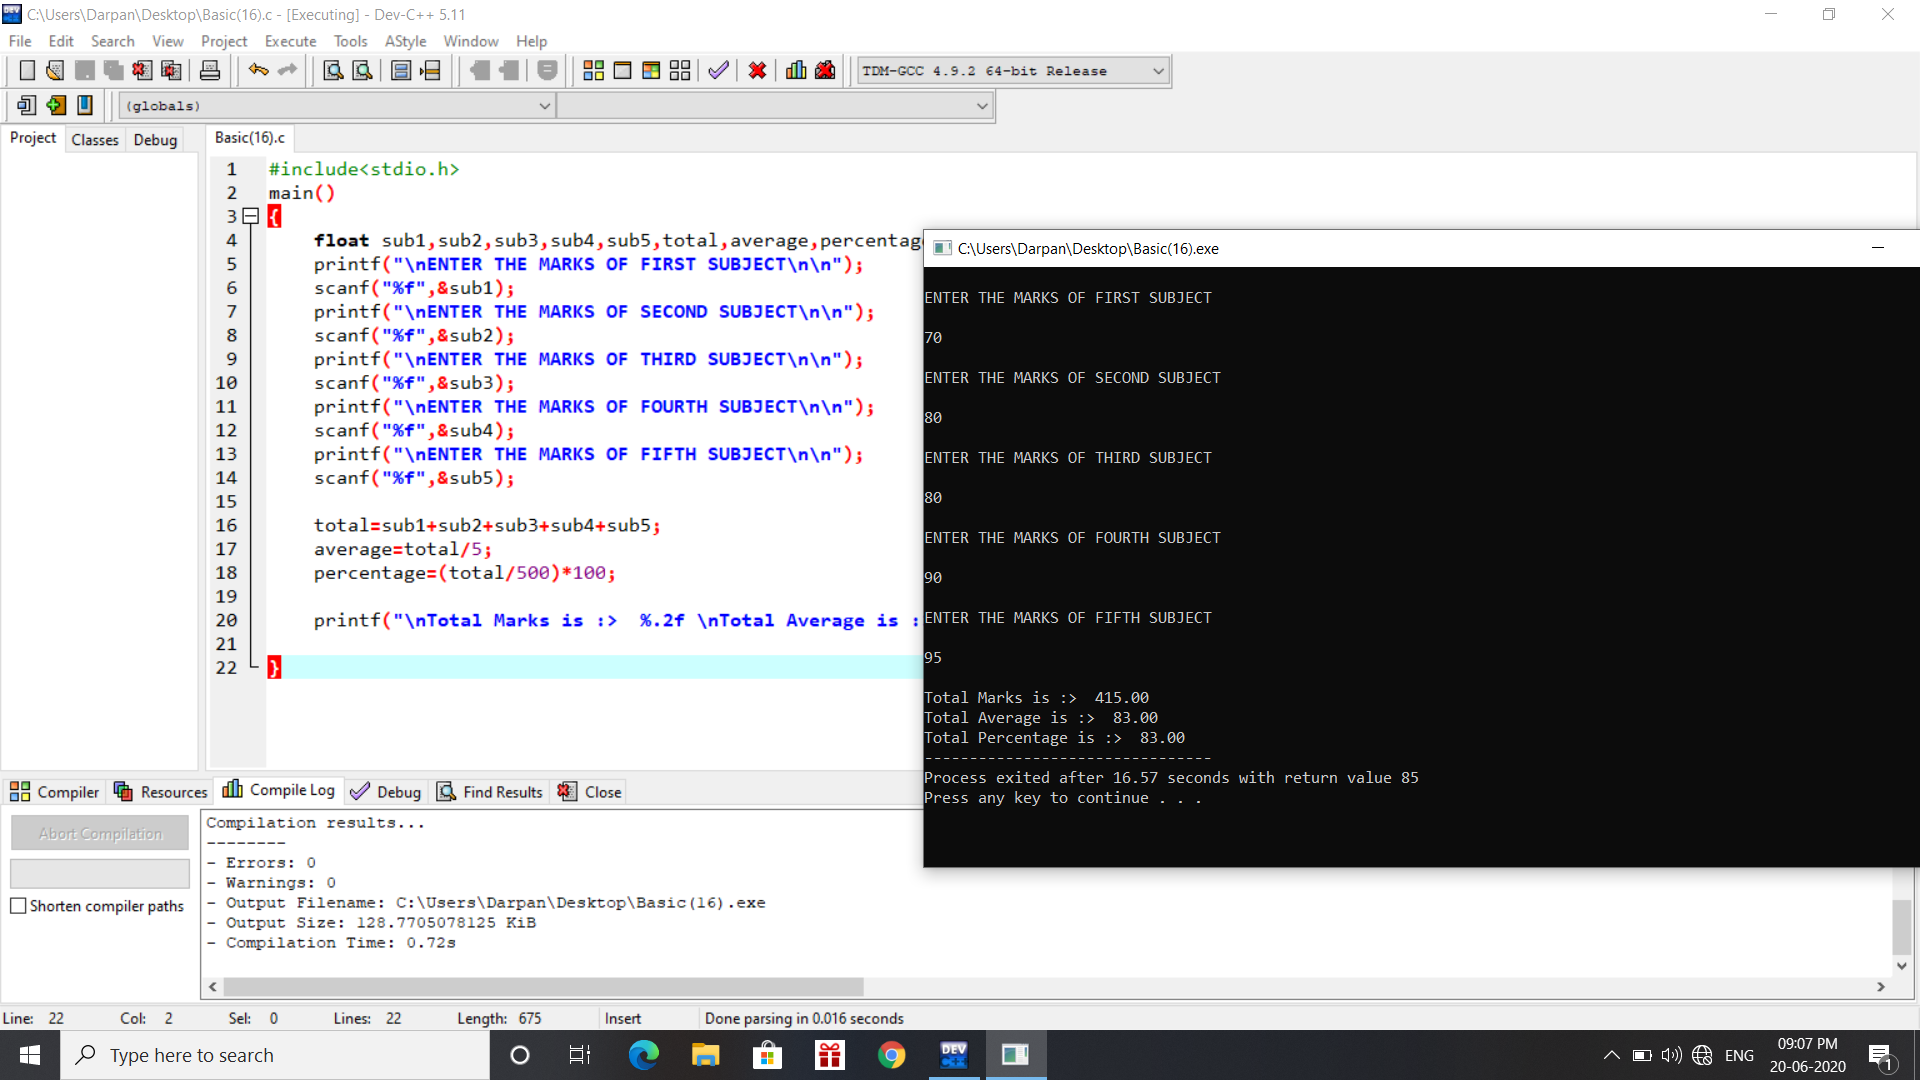 C:\Users\Darpan\Desktop\Basic(16).c - [Executing] - Dev-C++ 5.11
File Edit Search View Project Execute Tools AStyle Window Help
TDM-GCC 4.9.2 64-bit Release
(globals)
Project Classes Debug
Basic(16).c
1 #include<stdio.h>
2 main()
3 {
4 float sub1,sub2,sub3,sub4,sub5,total,average,percentage
5 printf("\nENTER THE MARKS OF FIRST SUBJECT\n\n");
6 scanf("%f",&sub1);
7 printf("\nENTER THE MARKS OF SECOND SUBJECT\n\n");
8 scanf("%f",&sub2);
9 printf("\nENTER THE MARKS OF THIRD SUBJECT\n\n");
10 scanf("%f",&sub3);
11 printf("\nENTER THE MARKS OF FOURTH SUBJECT\n\n");
12 scanf("%f",&sub4);
13 printf("\nENTER THE MARKS OF FIFTH SUBJECT\n\n");
14 scanf("%f",&sub5);
15
16 total=sub1+sub2+sub3+sub4+sub5;
17 average=total/5;
18 percentage=(total/500)*100;
19
20 printf("\nTotal Marks is :>  %.2f \nTotal Average is :
21
22 }
C:\Users\Darpan\Desktop\Basic(16).exe
ENTER THE MARKS OF FIRST SUBJECT
70
ENTER THE MARKS OF SECOND SUBJECT
80
ENTER THE MARKS OF THIRD SUBJECT
80
ENTER THE MARKS OF FOURTH SUBJECT
90
ENTER THE MARKS OF FIFTH SUBJECT
95
Total Marks is :>  415.00
Total Average is :>  83.00
Total Percentage is :>  83.00
--------------------------------
Process exited after 16.57 seconds with return value 85
Press any key to continue . . .
Compiler Resources Compile Log Debug Find Results Close
Abort Compilation
Shorten compiler paths
Compilation results...
--------
- Errors: 0
- Warnings: 0
- Output Filename: C:\Users\Darpan\Desktop\Basic(16).exe
- Output Size: 128.7705078125 KiB
- Compilation Time: 0.72s
Line: 22 Col: 2 Sel: 0 Lines: 22 Length: 675 Insert Done parsing in 0.016 seconds
Type here to search
DEV C++
ENG
09:07 PM
20-06-2020
1